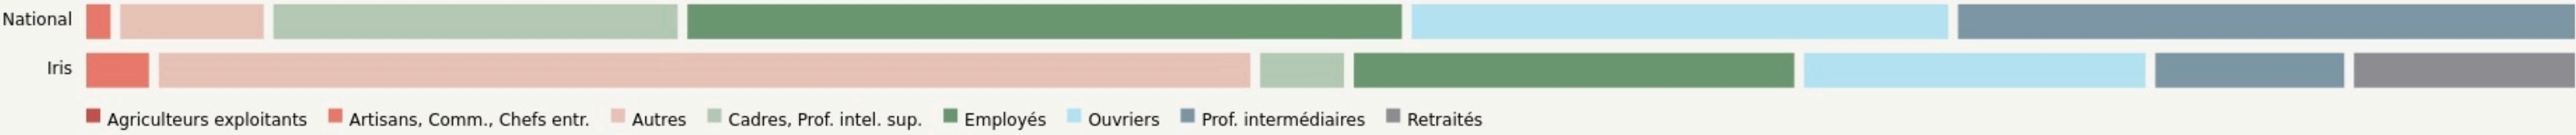 National
Iris
Agriculteurs exploitants Artisans, Comm., Chefs entr. Autres Cadres, Prof. intel. sup. Employés Ouvriers Prof. intermédiaires Retraités